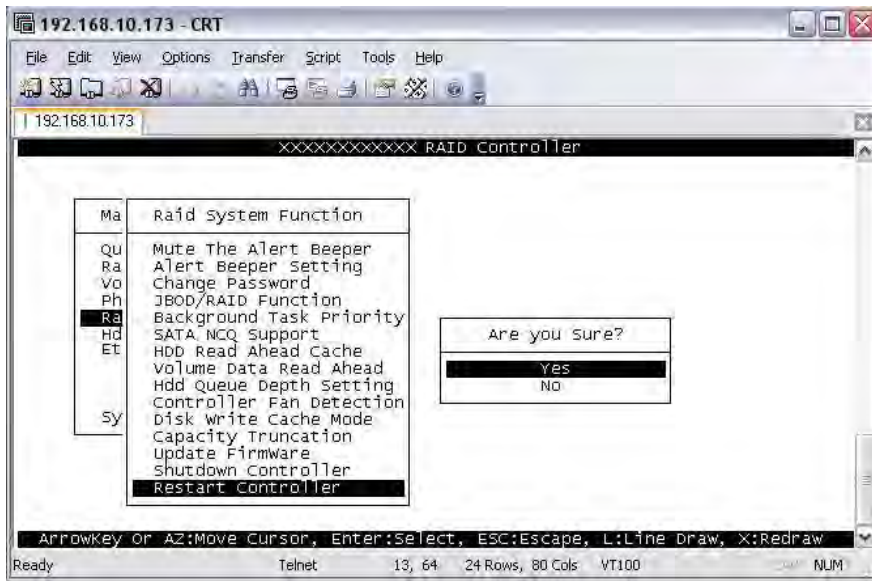 192.168.10.173 - CRT
File Edit View Options Transfer Script Tools Help
192.168.10.173
XXXXXXXXXXXX RAID Controller
Ma
Qu
Ra
Vo
Ph
Ra
Hd
Et
Sy
Raid System Function
Mute The Alert Beeper
Alert Beeper Setting
Change Password
JBOD/RAID Function
Background Task Priority
SATA NCQ Support
HDD Read Ahead Cache
Volume Data Read Ahead
Hdd Queue Depth Setting
Controller Fan Detection
Disk Write Cache Mode
Capacity Truncation
Update FirmWare
Shutdown Controller
Restart Controller
Are you Sure?
Yes
No
ArrowKey Or AZ:Move Cursor, Enter:Select, ESC:Escape, L:Line Draw, X:Redraw
Ready Telnet 13, 64 24 Rows, 80 Cols VT100 NUM